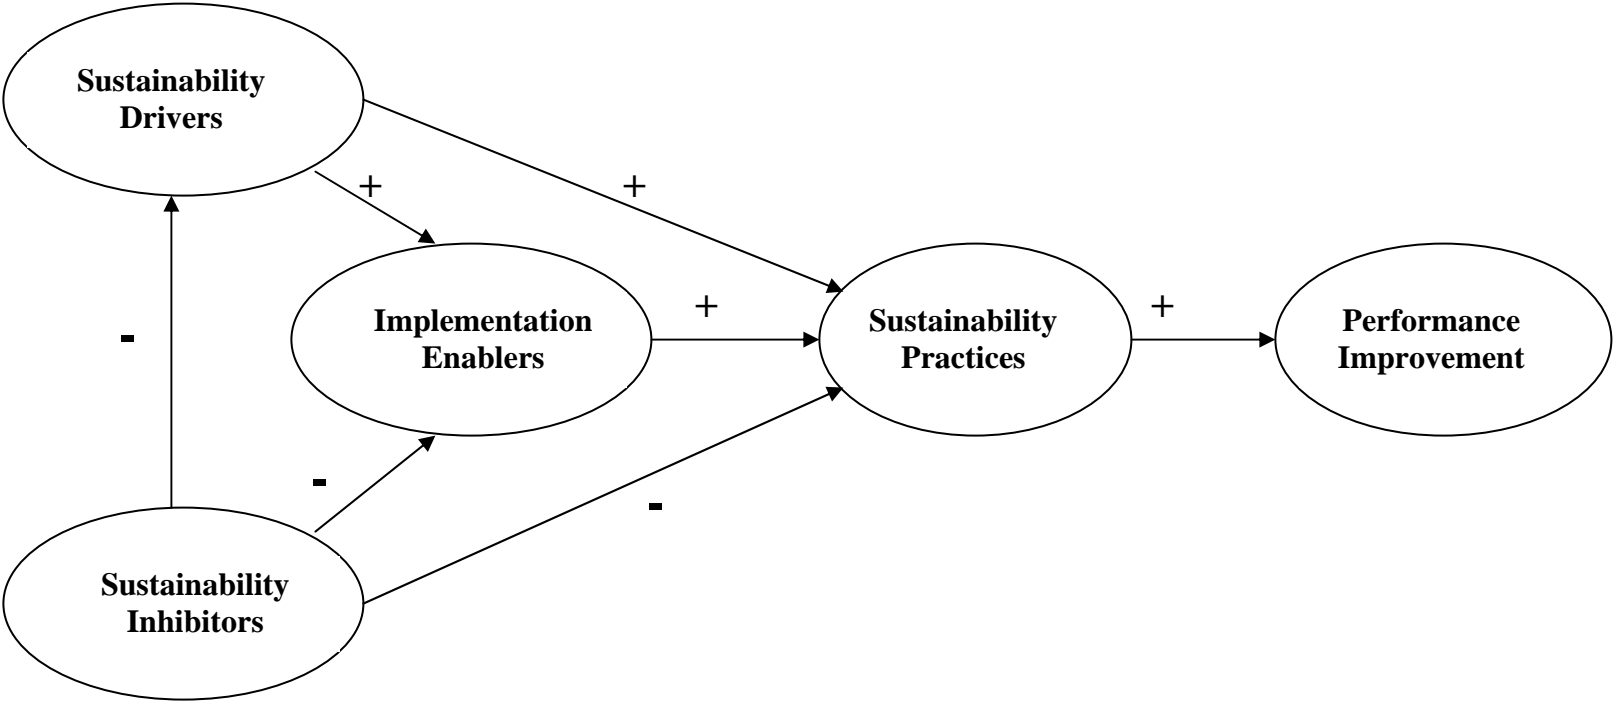 Sustainability
Drivers
+
+
Implementation
Enablers
+
Sustainability
Practices
+
Performance
Improvement
-
-
-
Sustainability
Inhibitors